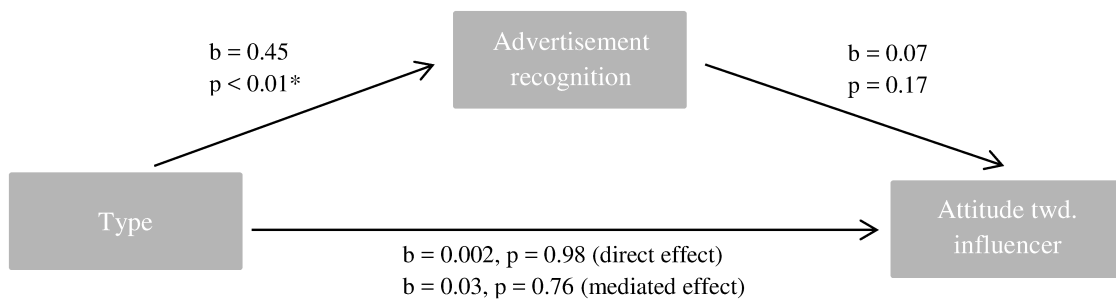 b = 0.45
p < 0.01*
Advertisement
recognition
b = 0.07
p = 0.17
Type
Attitude twd.
influencer
b = 0.002, p = 0.98 (direct effect)
b = 0.03, p = 0.76 (mediated effect)